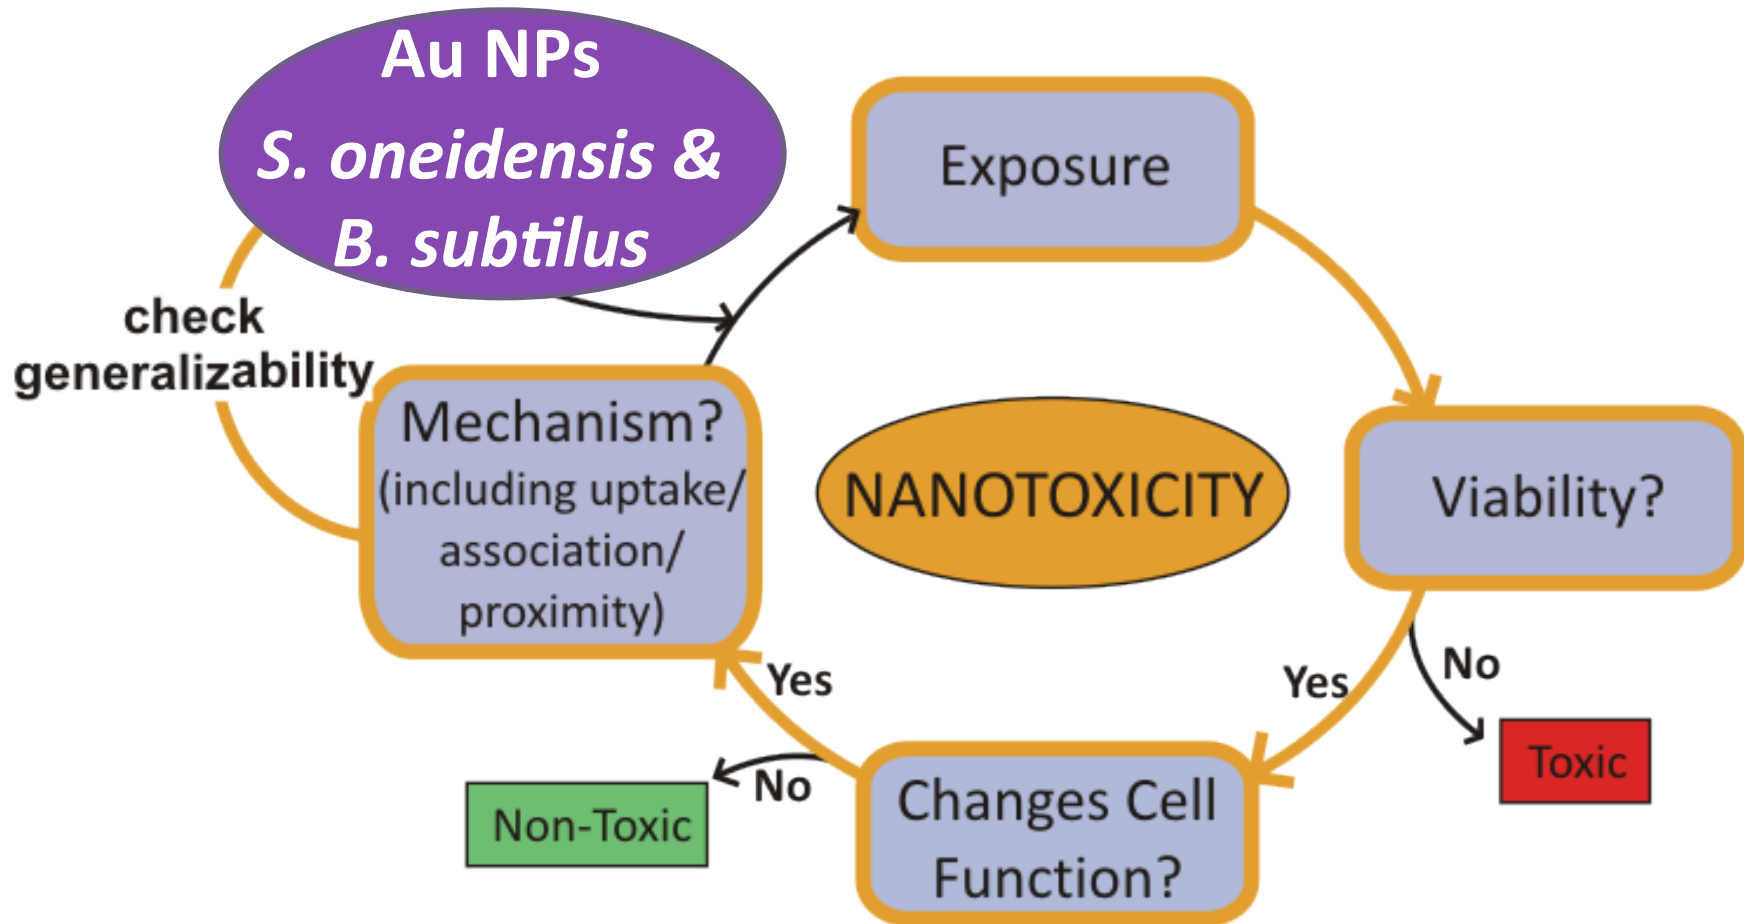 Au NPs
S. oneidensis &
B. subtilus
Exposure
check
generalizability
Mechanism?
(including uptake/
association/
proximity)
NANOTOXICITY
Viability?
Yes
No
Yes
No
Toxic
Non-Toxic
Changes Cell
Function?